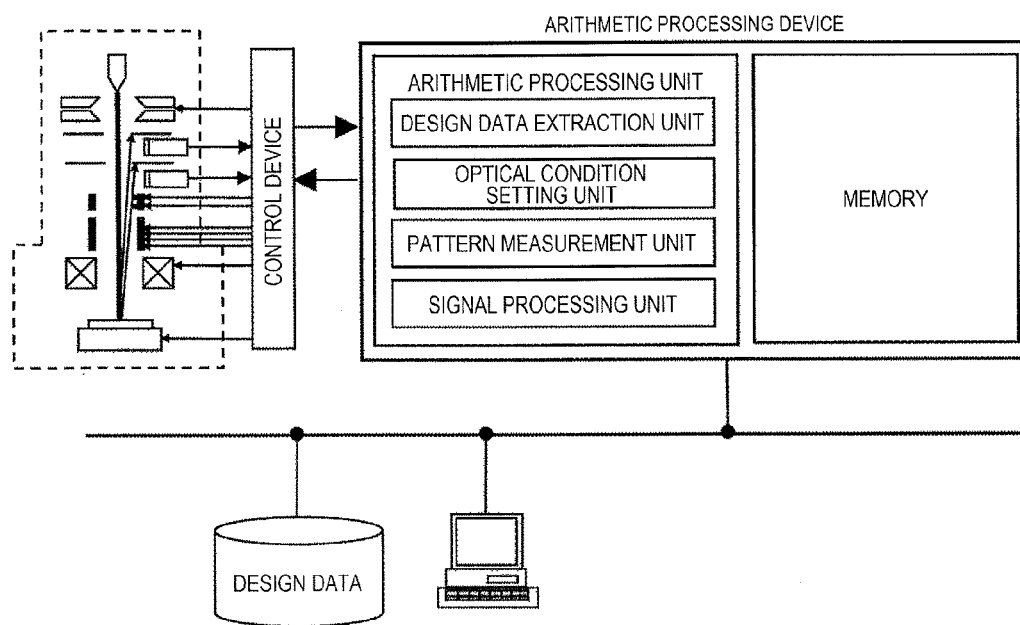 ARITHMETIC PROCESSING DEVICE
ARITHMETIC PROCESSING UNIT
DESIGN DATA EXTRACTION UNIT
OPTICAL CONDITION
SETTING UNIT
PATTERN MEASUREMENT UNIT
SIGNAL PROCESSING UNIT
MEMORY
CONTROL DEVICE
DESIGN DATA